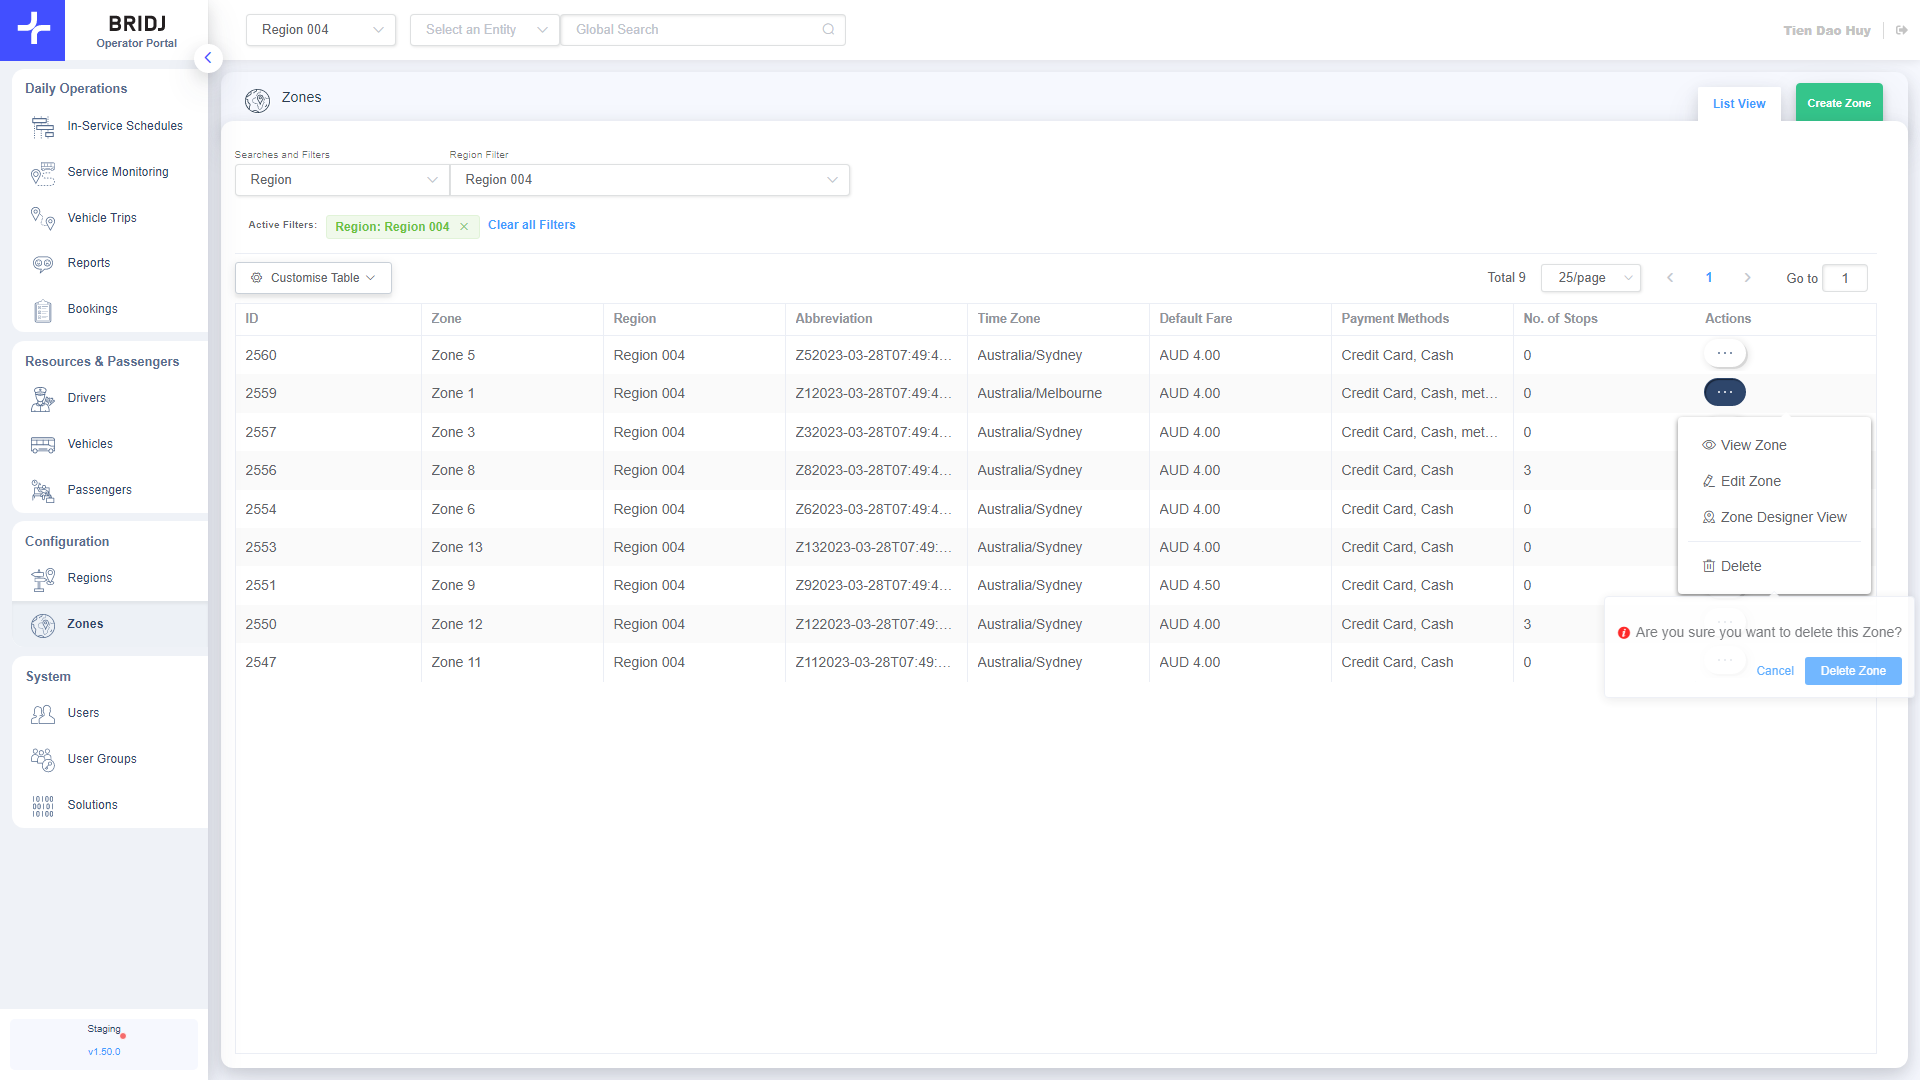 BRIDJ
Operator Portal
Region 004
Select an Entity
Global Search
Tien Dao Huy
Daily Operations
In-Service Schedules
Service Monitoring
Vehicle Trips
Reports
Bookings
Resources & Passengers
Drivers
Vehicles
Passengers
Configuration
Regions
Zones
System
Users
User Groups
Solutions
Staging
v1.50.0
Zones
List View
Create Zone
Searches and Filters
Region Filter
Region
Region 004
Active Filters:
Region: Region 004
Clear all Filters
Customise Table
Total 9
25/page
1
Go to
1
ID Zone Region Abbreviation Time Zone Default Fare Payment Methods No. of Stops Actions
2560 Zone 5 Region 004 Z52023-03-28T07:49:4... Australia/Sydney AUD 4.00 Credit Card, Cash 0 ...
2559 Zone 1 Region 004 Z12023-03-28T07:49:4... Australia/Melbourne AUD 4.00 Credit Card, Cash, met... 0 ...
2557 Zone 3 Region 004 Z32023-03-28T07:49:4... Australia/Sydney AUD 4.00 Credit Card, Cash, met... 0
2556 Zone 8 Region 004 Z82023-03-28T07:49:4... Australia/Sydney AUD 4.00 Credit Card, Cash 3
2554 Zone 6 Region 004 Z62023-03-28T07:49:4... Australia/Sydney AUD 4.00 Credit Card, Cash 0
2553 Zone 13 Region 004 Z132023-03-28T07:49:... Australia/Sydney AUD 4.00 Credit Card, Cash 0
2551 Zone 9 Region 004 Z92023-03-28T07:49:4... Australia/Sydney AUD 4.50 Credit Card, Cash 0
2550 Zone 12 Region 004 Z122023-03-28T07:49:... Australia/Sydney AUD 4.00 Credit Card, Cash 3
2547 Zone 11 Region 004 Z112023-03-28T07:49:... Australia/Sydney AUD 4.00 Credit Card, Cash 0
View Zone
Edit Zone
Zone Designer View
Delete
Are you sure you want to delete this Zone?
Cancel
Delete Zone